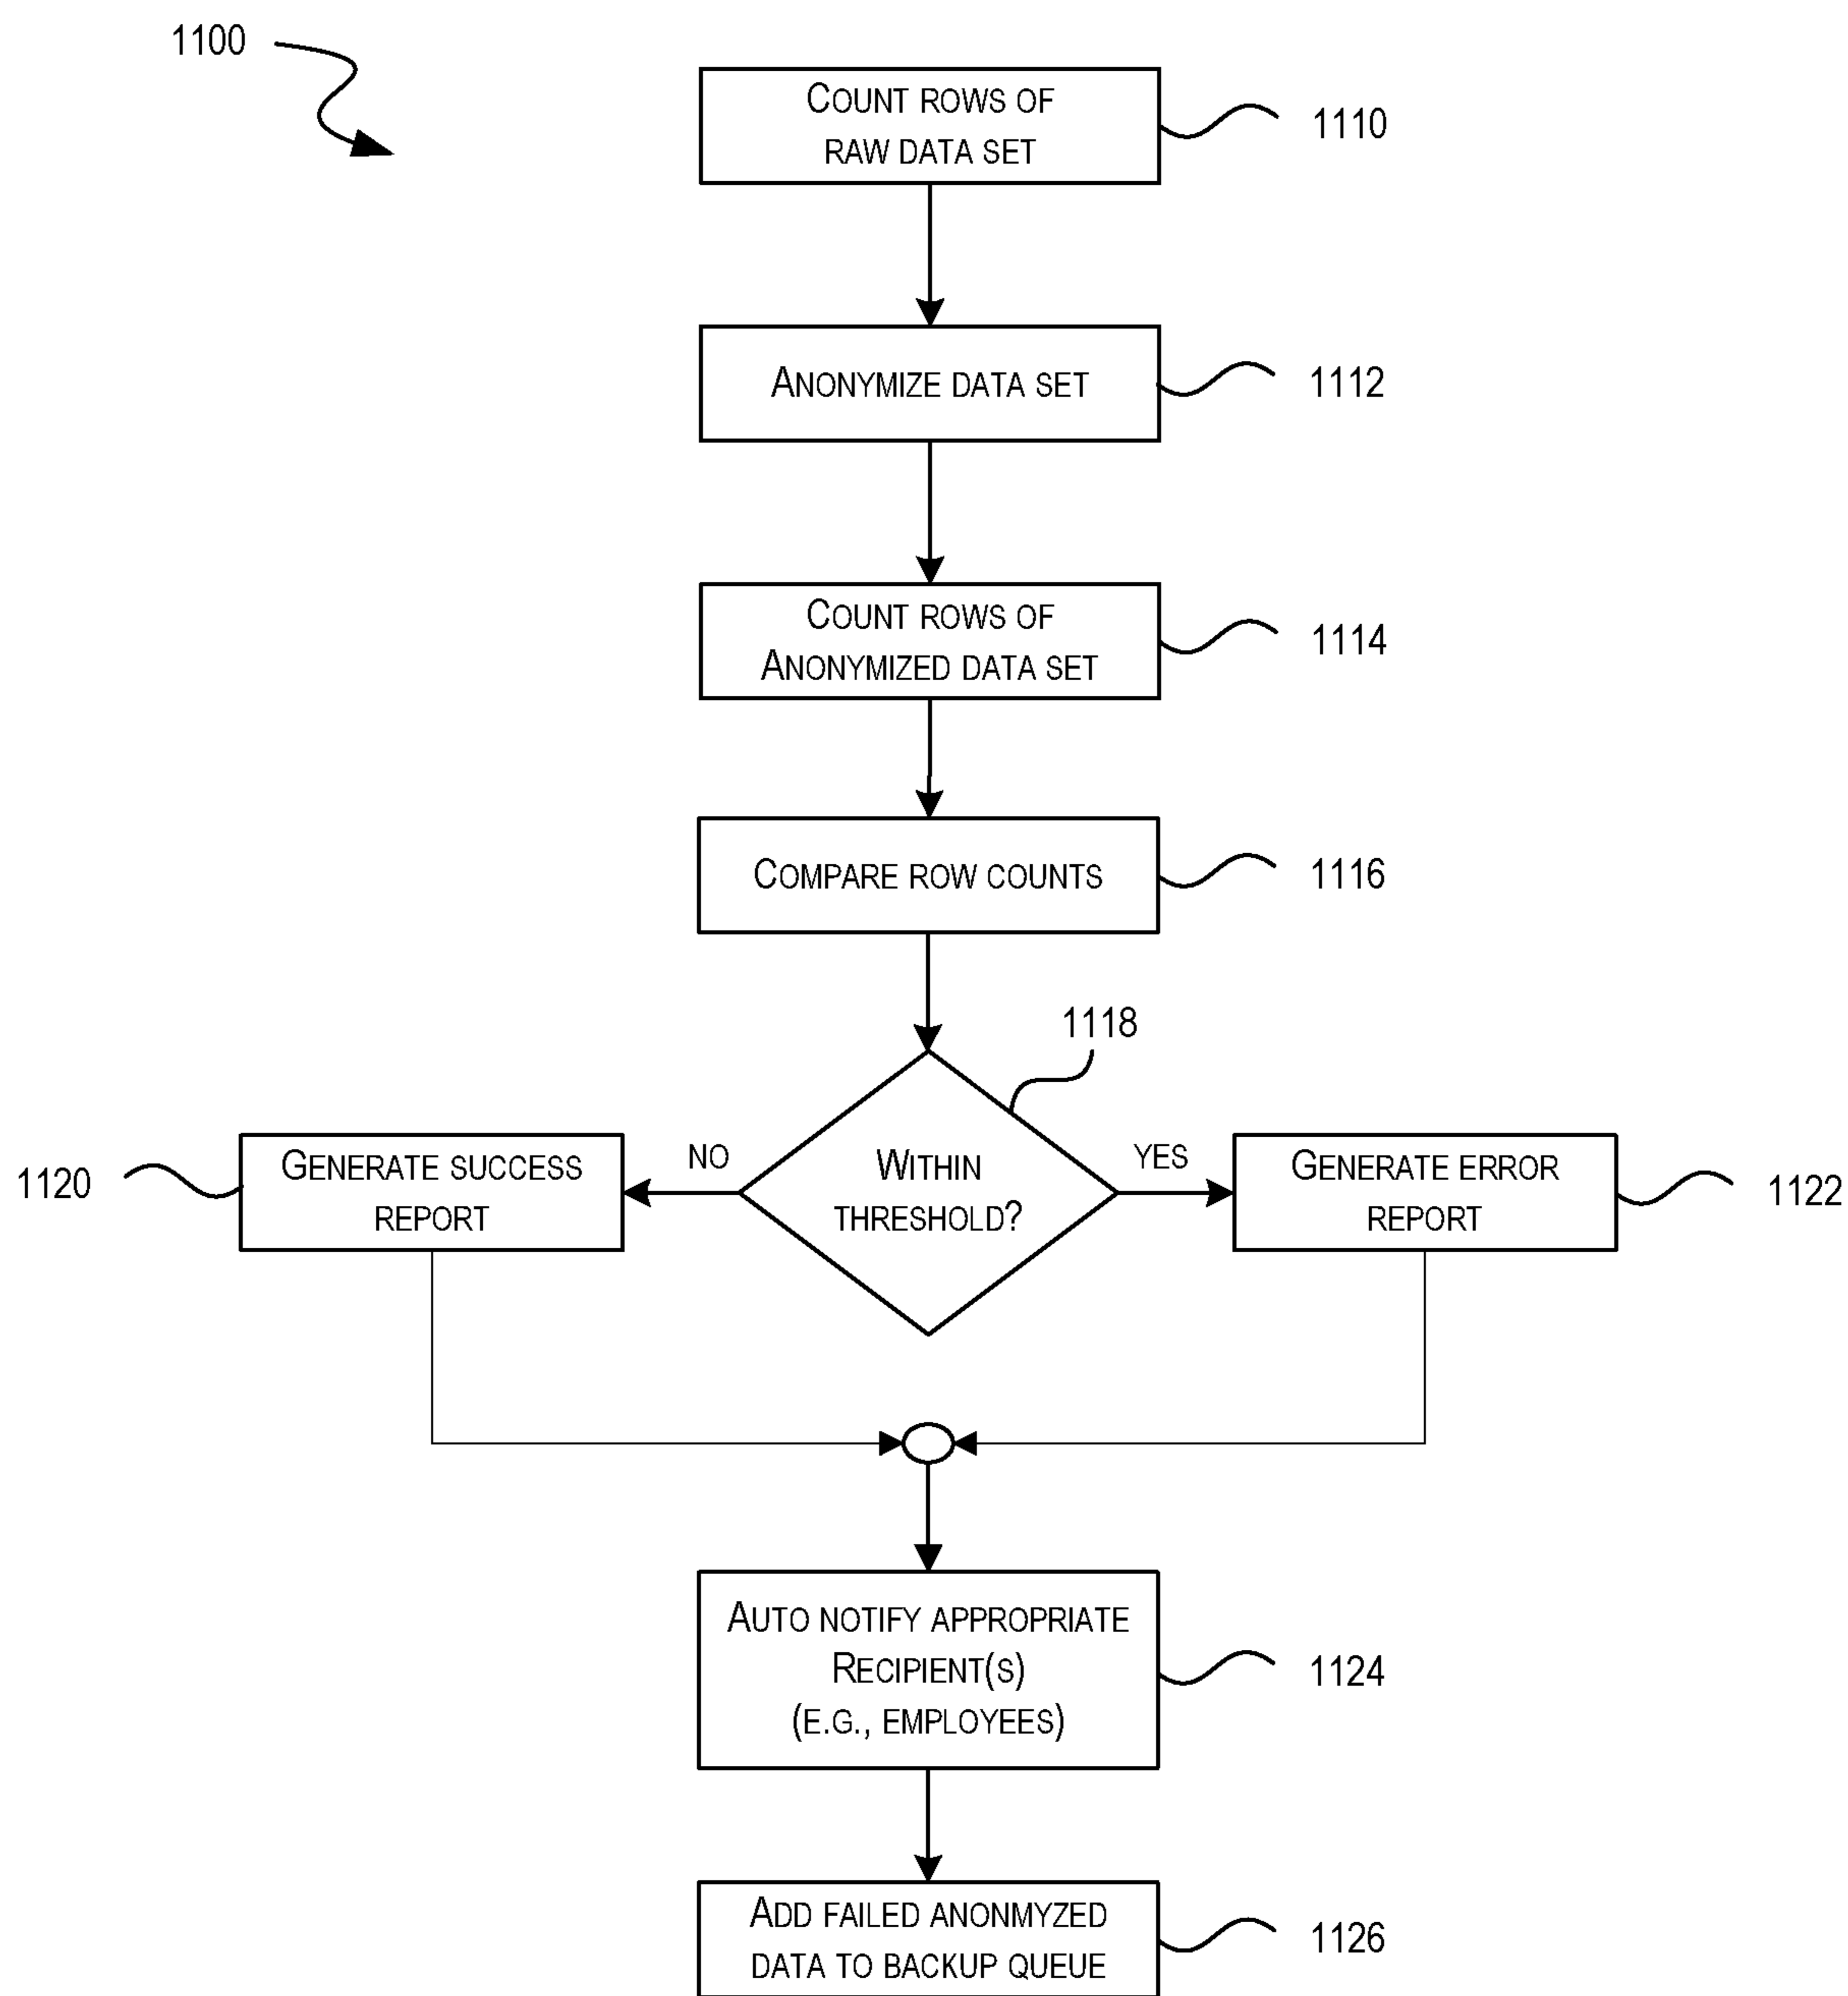 1100
COUNT ROWS OF
RAW DATA SET
1110
ANONYMIZE DATA SET
1112
COUNT ROWS OF
ANONYMIZED DATA SET
1114
COMPARE ROW COUNTS
1116
1118
WITHIN
THRESHOLD?
NO
YES
1120
GENERATE SUCCESS
REPORT
GENERATE ERROR
REPORT
1122
AUTO NOTIFY APPROPRIATE
RECIPIENT(S)
(E.G., EMPLOYEES)
1124
ADD FAILED ANONMYZED
DATA TO BACKUP QUEUE
1126